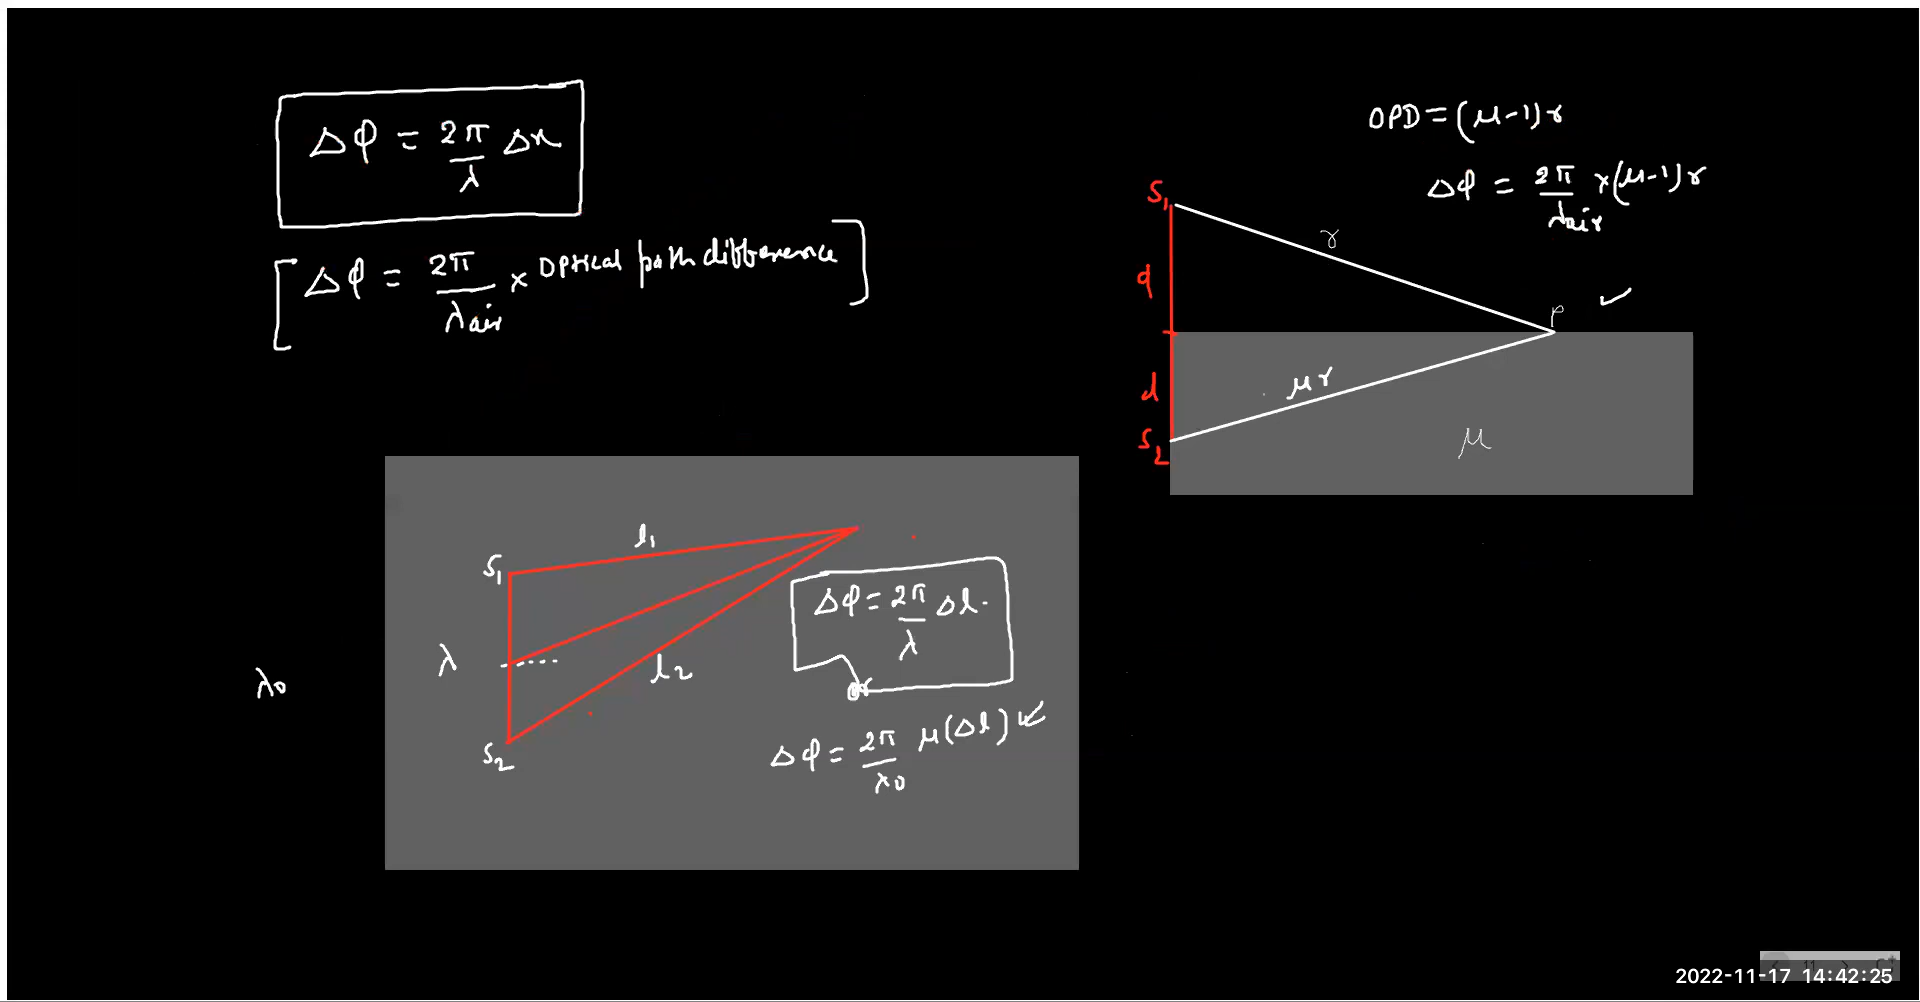 Δφ = 2π/λ Δx
[Δφ = 2π/λair × Optical path difference]
OPD = (μ-1)r
Δφ = 2π/λair ×(μ-1)r
S1
r
d
P ✓
d
μr
S2
μ
l1
S1
Δφ = 2π/λ Δl.
λ
l2
λ0
or
S2
Δφ = 2π/λ0 μ(Δl)
2022-11-17 14:42:25